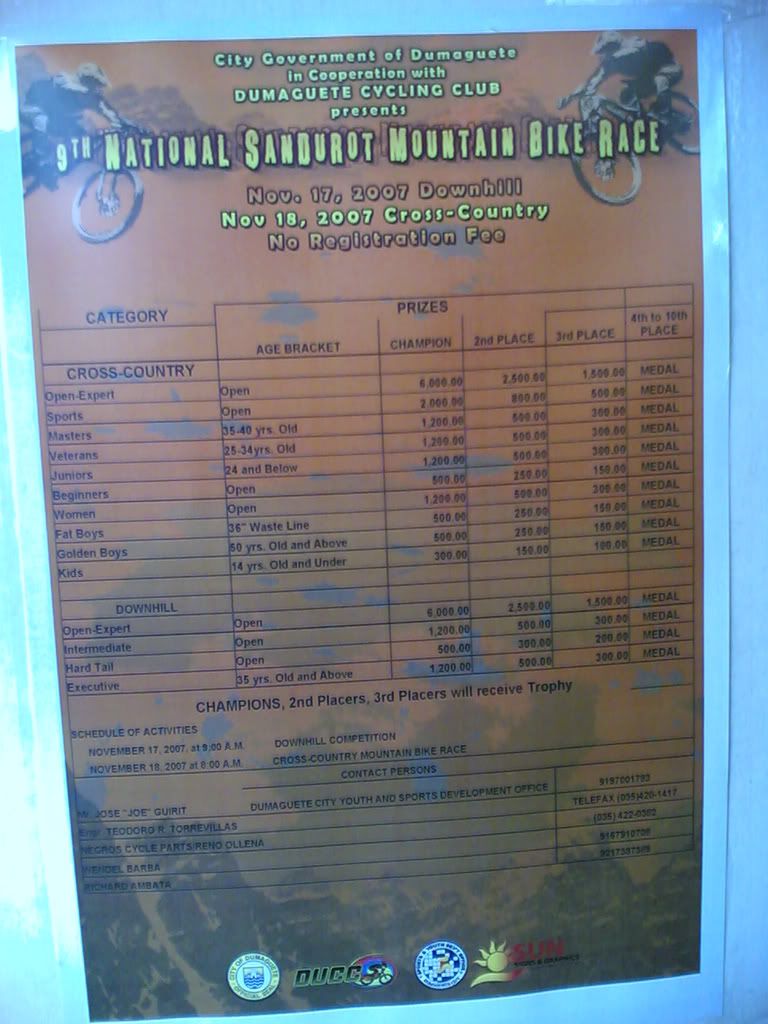 City Government of Dumaguete
in Cooperation with
DUMAGUETE CYCLING CLUB
presents
9TH NATIONAL SANDUROT MOUNTAIN BIKE RACE
Nov. 17, 2007 Downhill
Nov 18, 2007 Cross-Country
No Registration Fee
CATEGORY PRIZES
AGE BRACKET CHAMPION 2nd PLACE 3rd PLACE 4th to 10th PLACE
CROSS-COUNTRY
Open-Expert Open 6,000.00 2,500.00 1,500.00 MEDAL
Sports Open 2,000.00 800.00 500.00 MEDAL
Masters 35-40 yrs. Old 1,200.00 500.00 300.00 MEDAL
Veterans 25-34yrs. Old 1,200.00 500.00 300.00 MEDAL
Juniors 24 and Below 1,200.00 500.00 300.00 MEDAL
Beginners Open 500.00 250.00 150.00 MEDAL
Women Open 1,200.00 500.00 300.00 MEDAL
Fat Boys 36" Waste Line 500.00 250.00 150.00 MEDAL
Golden Boys 50 yrs. Old and Above 500.00 250.00 150.00 MEDAL
Kids 14 yrs. Old and Under 300.00 150.00 100.00 MEDAL
DOWNHILL
Open-Expert Open 6,000.00 2,500.00 1,500.00 MEDAL
Intermediate Open 1,200.00 500.00 300.00 MEDAL
Hard Tail Open 500.00 300.00 200.00 MEDAL
Executive 35 yrs. Old and Above 1,200.00 500.00 300.00 MEDAL
CHAMPIONS, 2nd Placers, 3rd Placers will receive Trophy
SCHEDULE OF ACTIVITIES
NOVEMBER 17, 2007, at 9:00 A.M. DOWNHILL COMPETITION
NOVEMBER 18, 2007 at 8:00 A.M. CROSS-COUNTRY MOUNTAIN BIKE RACE
CONTACT PERSONS
Mr. JOSE "JOE" GUIRIT DUMAGUETE CITY YOUTH AND SPORTS DEVELOPMENT OFFICE
Engr. TEODORO R. TORREVILLAS TELEFAX (035)420-1417
NEGROS CYCLE PARTS/RENO OLLENA (035) 422-0302
WENDEL BARBA
RICHARD AMBATA
CITY OF DUMAGUETE
OFFICIAL SEAL
DUCC
SUN
SIGNS & GRAPHICS